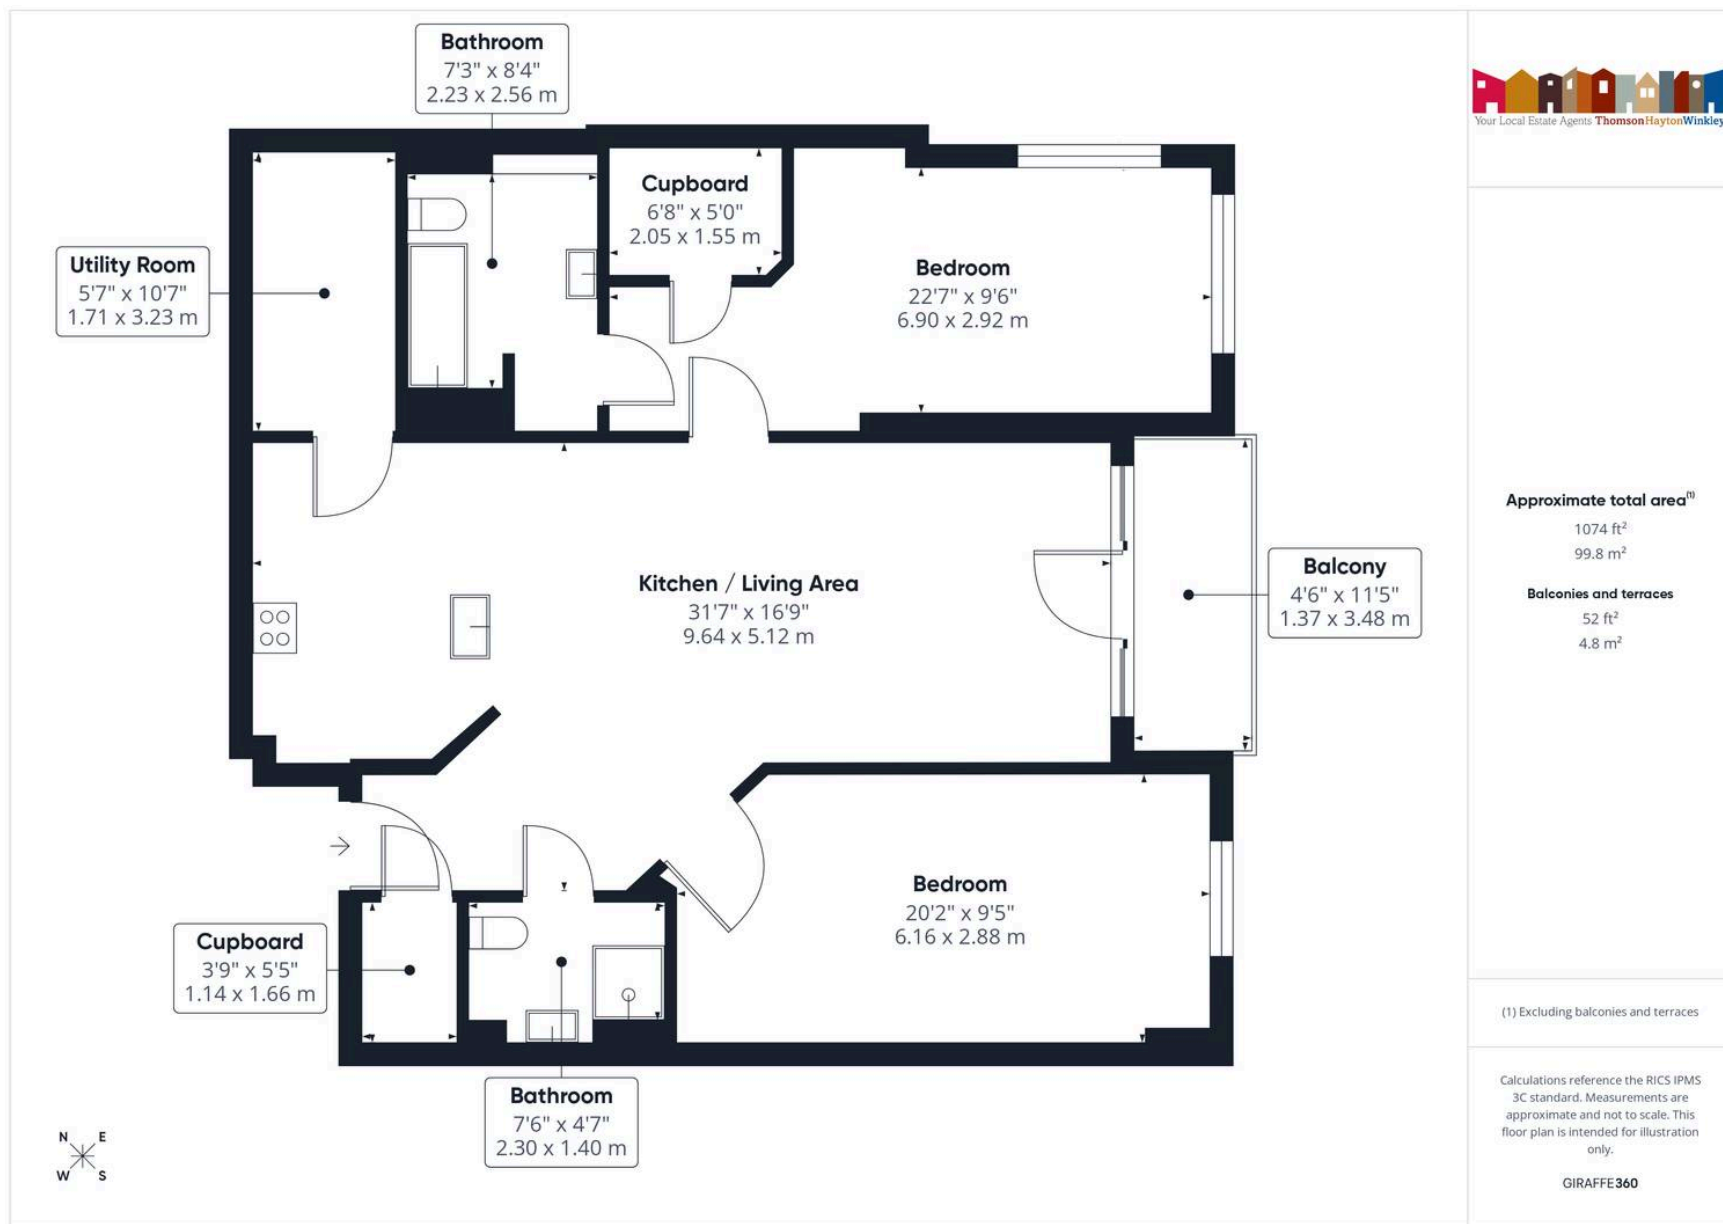 Bathroom
7'3" x 8'4"
2.23 x 2.56 m
Cupboard
6'8" x 5'0"
2.05 x 1.55 m
Utility Room
5'7" x 10'7"
1.71 x 3.23 m
Bedroom
22'7" x 9'6"
6.90 x 2.92 m
Kitchen / Living Area
31'7" x 16'9"
9.64 x 5.12 m
Balcony
4'6" x 11'5"
1.37 x 3.48 m
Bedroom
20'2" x 9'5"
6.16 x 2.88 m
Cupboard
3'9" x 5'5"
1.14 x 1.66 m
Bathroom
7'6" x 4'7"
2.30 x 1.40 m
N E
W S
Your Local Estate Agents ThomsonHaytonWinkley
Approximate total area(1)
1074 ft²
99.8 m²
Balconies and terraces
52 ft²
4.8 m²
(1) Excluding balconies and terraces
Calculations reference the RICS IPMS
3C standard. Measurements are
approximate and not to scale. This
floor plan is intended for illustration
only.
GIRAFFE360